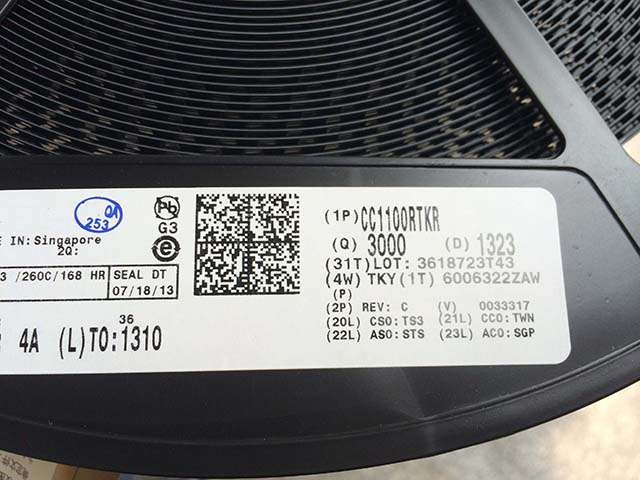 QA
253
Pb
G3
e
E IN: Singapore
2Q:
3 /260C/168 HR
SEAL DT
07/18/13
36
4A (L)TO:1310
(1P) CC1100RTKR
(Q) 3000 (D) 1323
(31T)LOT: 3618723T43
(4W) TKY(1T) 6006322ZAW
(P)
(2P) REV: C (V) 0033317
(20L) CSO:TS3 (21L) CCO:TWN
(22L) ASO:STS (23L) ACO:SGP